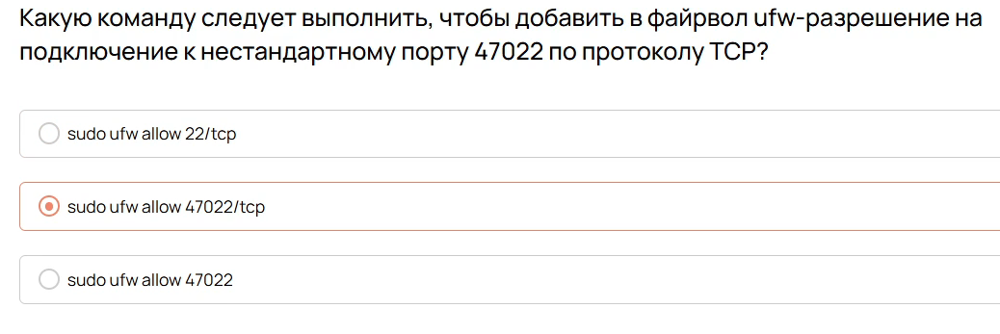 Какую команду следует выполнить, чтобы добавить в файрвол ufw-разрешение на
подключение к нестандартному порту 47022 по протоколу TCP?
sudo ufw allow 22/tcp
sudo ufw allow 47022/tcp
sudo ufw allow 47022